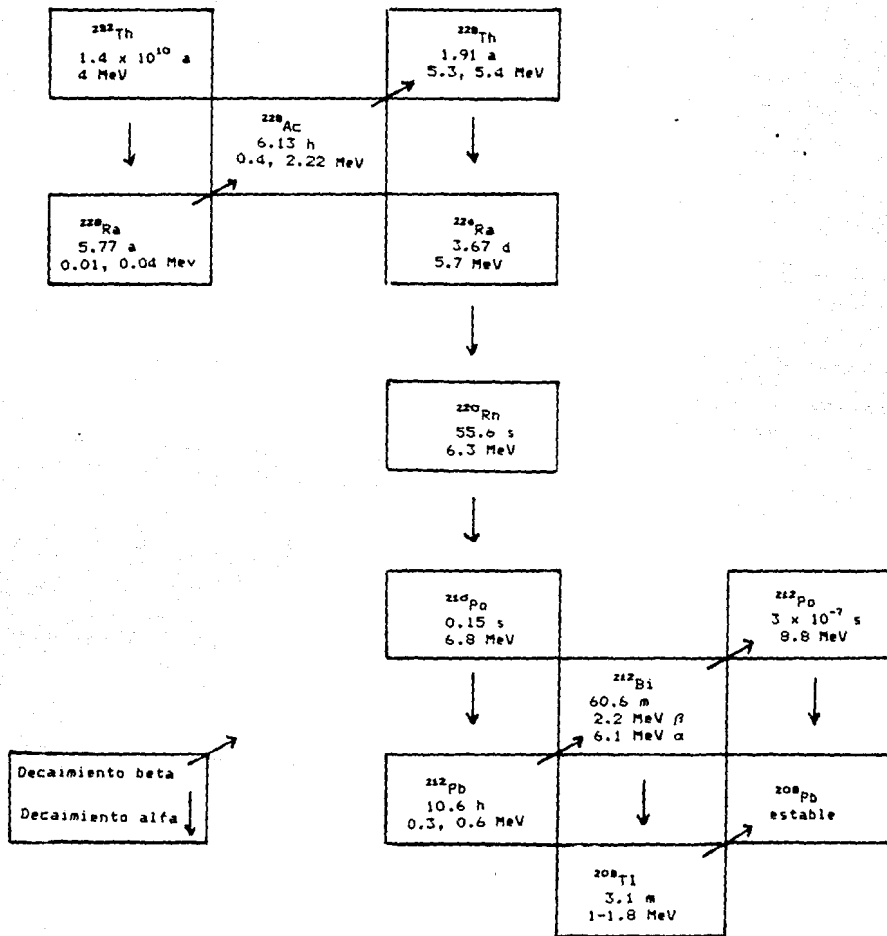 ²³²Th
1.4 x 10¹⁰ a
4 MeV
²²⁸Th
1.91 a
5.3, 5.4 MeV
²²⁸Ac
6.13 h
0.4, 2.22 MeV
²²⁸Ra
5.77 a
0.01, 0.04 Mev
²²⁴Ra
3.67 d
5.7 MeV
²²⁰Rn
55.6 s
6.3 MeV
²¹⁶Po
0.15 s
6.8 MeV
²¹²Po
3 x 10⁻⁷ s
8.8 MeV
²¹²Bi
60.6 m
2.2 MeV β
6.1 MeV α
Decaimiento beta
Decaimiento alfa
²¹²Pb
10.6 h
0.3, 0.6 MeV
²⁰⁸Pb
estable
²⁰⁸Tl
3.1 m
1-1.8 MeV